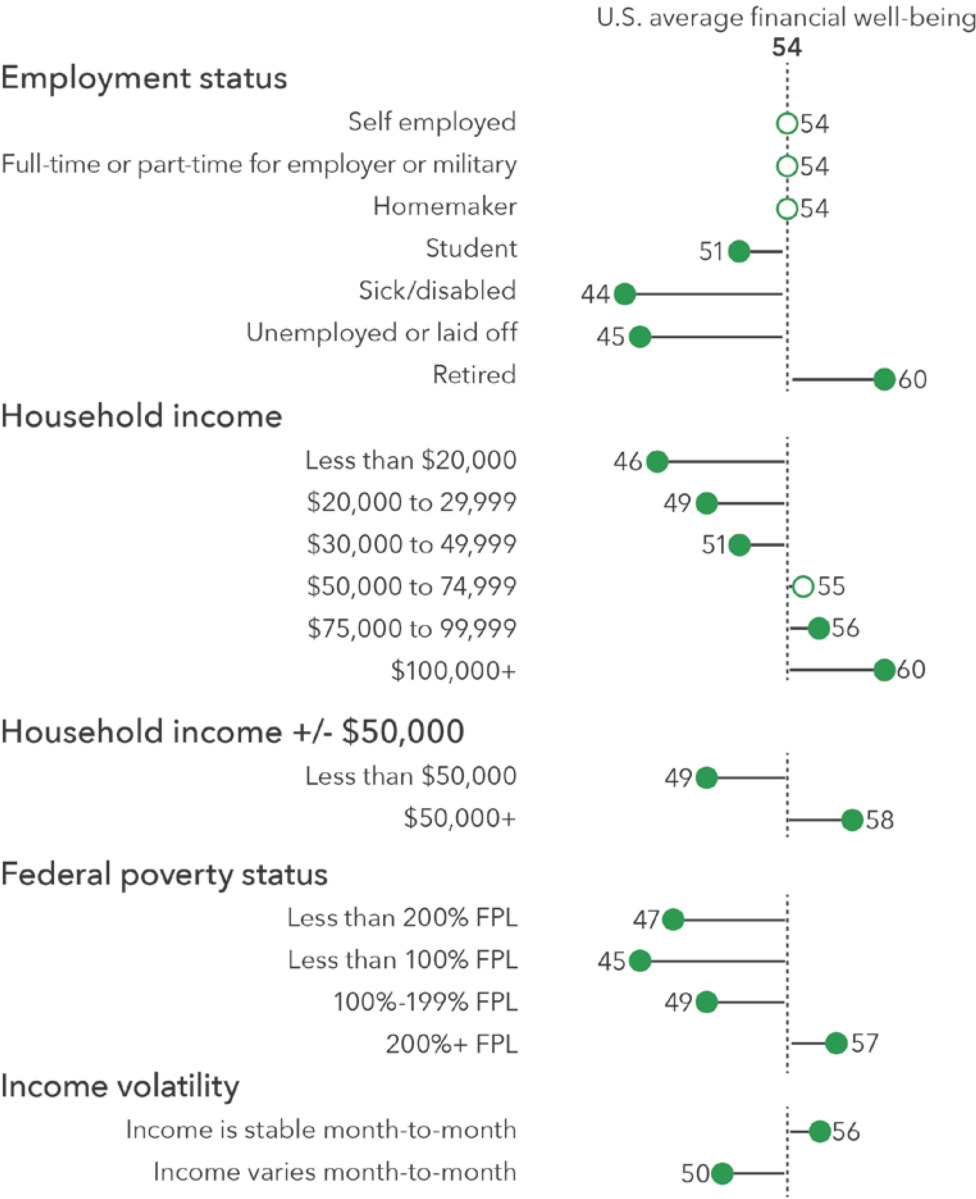 U.S. average financial well-being
54
Employment status
Self employed 54
Full-time or part-time for employer or military 54
Homemaker 54
Student 51
Sick/disabled 44
Unemployed or laid off 45
Retired 60
Household income
Less than $20,000 46
$20,000 to 29,999 49
$30,000 to 49,999 51
$50,000 to 74,999 55
$75,000 to 99,999 56
$100,000+ 60
Household income +/- $50,000
Less than $50,000 49
$50,000+ 58
Federal poverty status
Less than 200% FPL 47
Less than 100% FPL 45
100%-199% FPL 49
200%+ FPL 57
Income volatility
Income is stable month-to-month 56
Income varies month-to-month 50